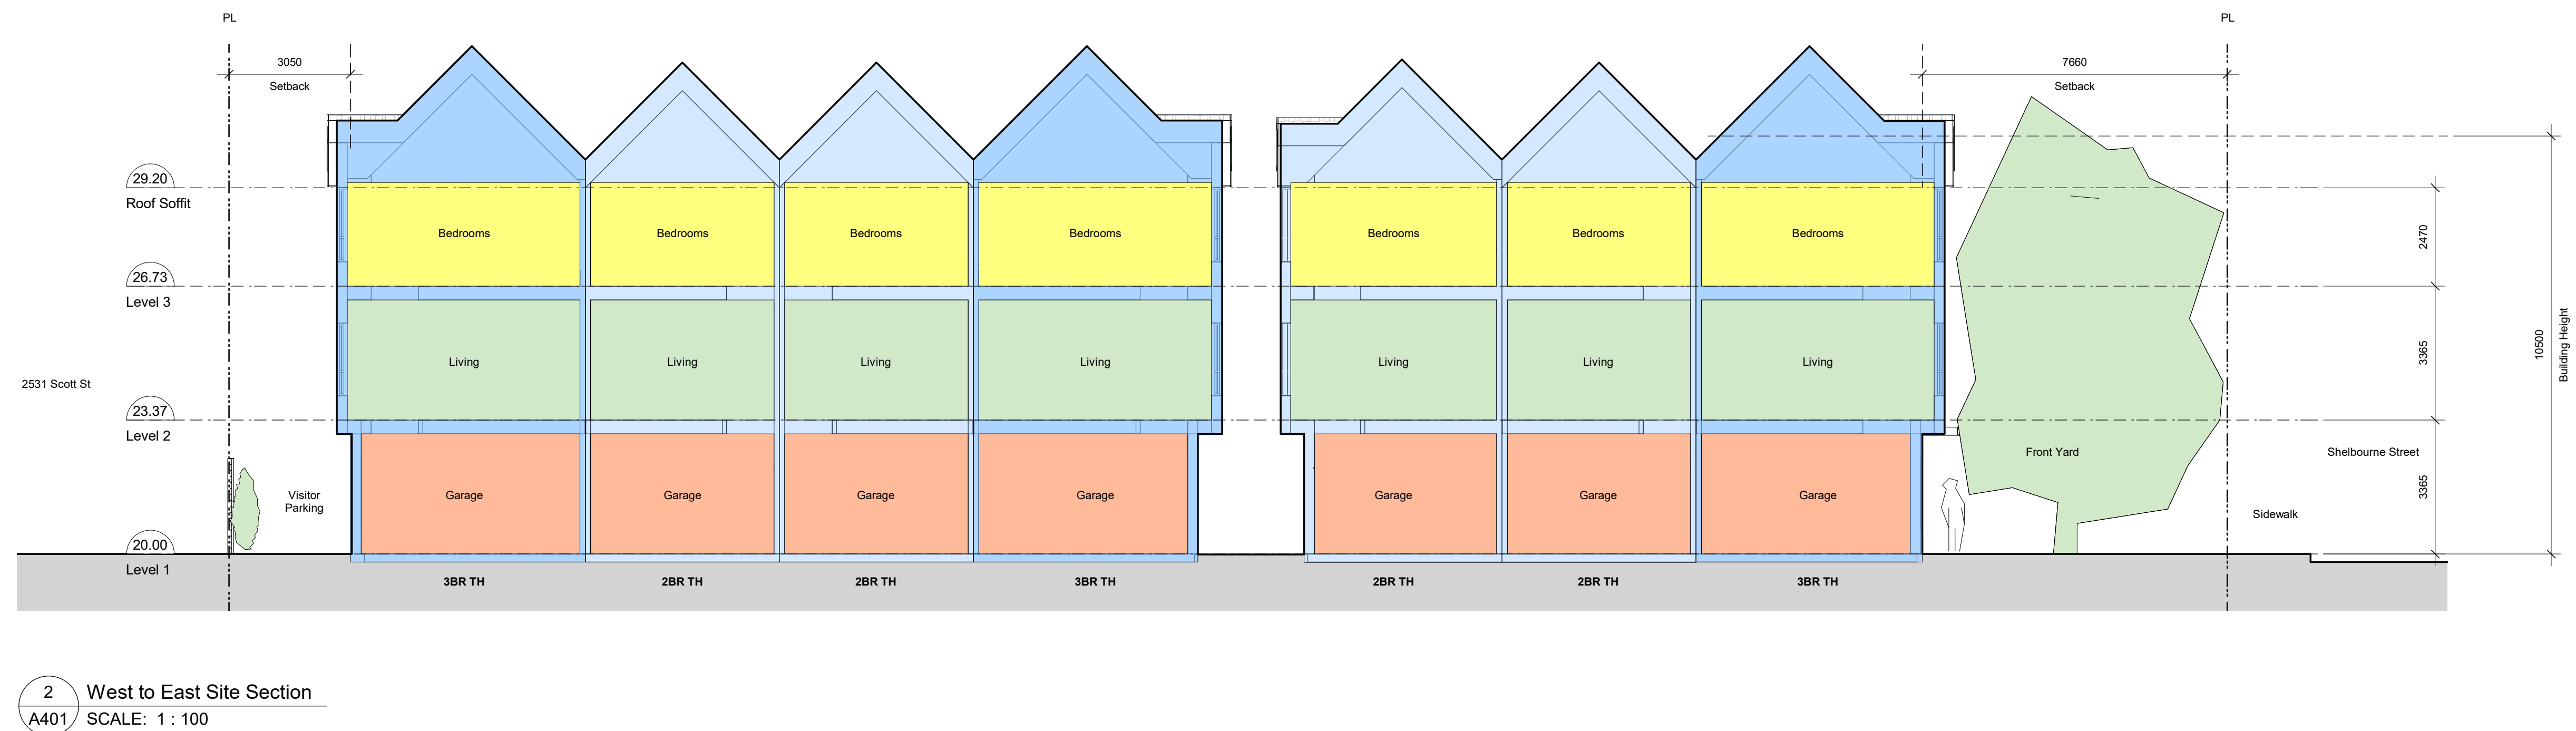 PL
PL
3050
Setback
7660
Setback
29.20
Roof Soffit
Bedrooms
Bedrooms
Bedrooms
Bedrooms
Bedrooms
Bedrooms
Bedrooms
2470
26.73
Level 3
10500
Building Height
Living
Living
Living
Living
Living
Living
Living
3365
2531 Scott St
23.37
Level 2
Front Yard
Shelbourne Street
Visitor
Parking
Garage
Garage
Garage
Garage
Garage
Garage
Garage
3365
Sidewalk
20.00
Level 1
3BR TH
2BR TH
2BR TH
3BR TH
2BR TH
2BR TH
3BR TH
2
West to East Site Section
A401
SCALE: 1 : 100